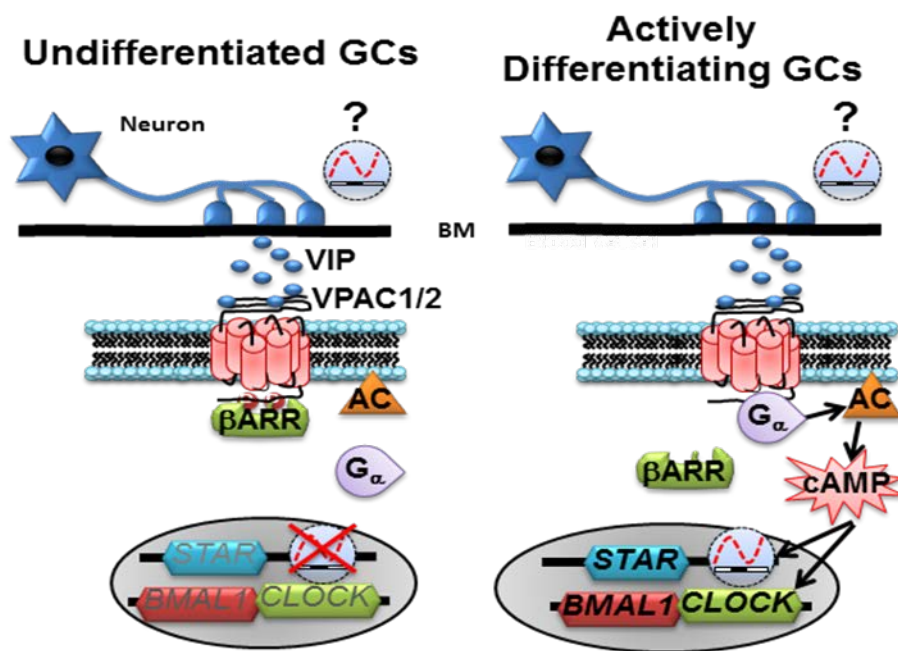 Undifferentiated GCs
Actively
Differentiating GCs
Neuron
?
?
BM
VIP
VPAC1/2
AC
βARR
Gα
STAR
BMAL1 CLOCK
Gα
AC
βARR
cAMP
STAR
BMAL1 CLOCK